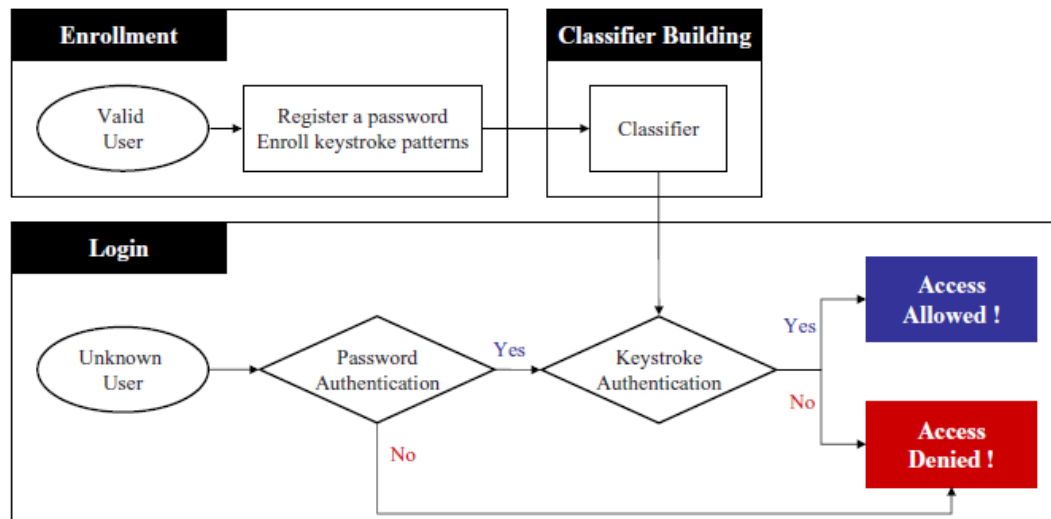 Enrollment
Valid
User
Register a password
Enroll keystroke patterns
Classifier Building
Classifier
Login
Unknown
User
Password
Authentication
Yes
No
Keystroke
Authentication
Yes
No
Access
Allowed !
Access
Denied !